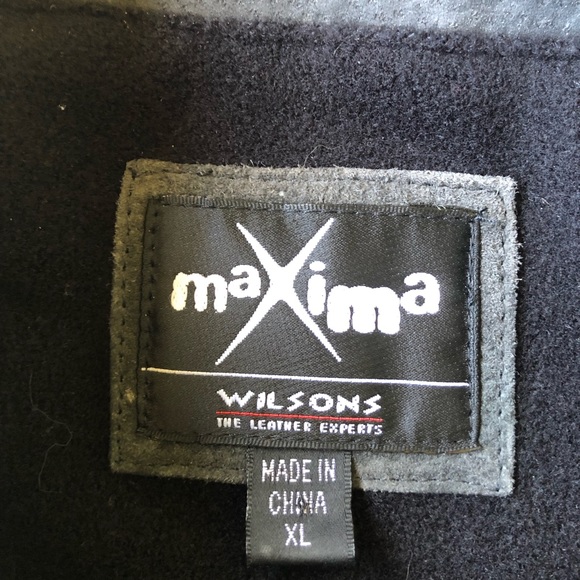 maXima
WILSONS
THE LEATHER EXPERTS
MADE IN
CHINA
XL